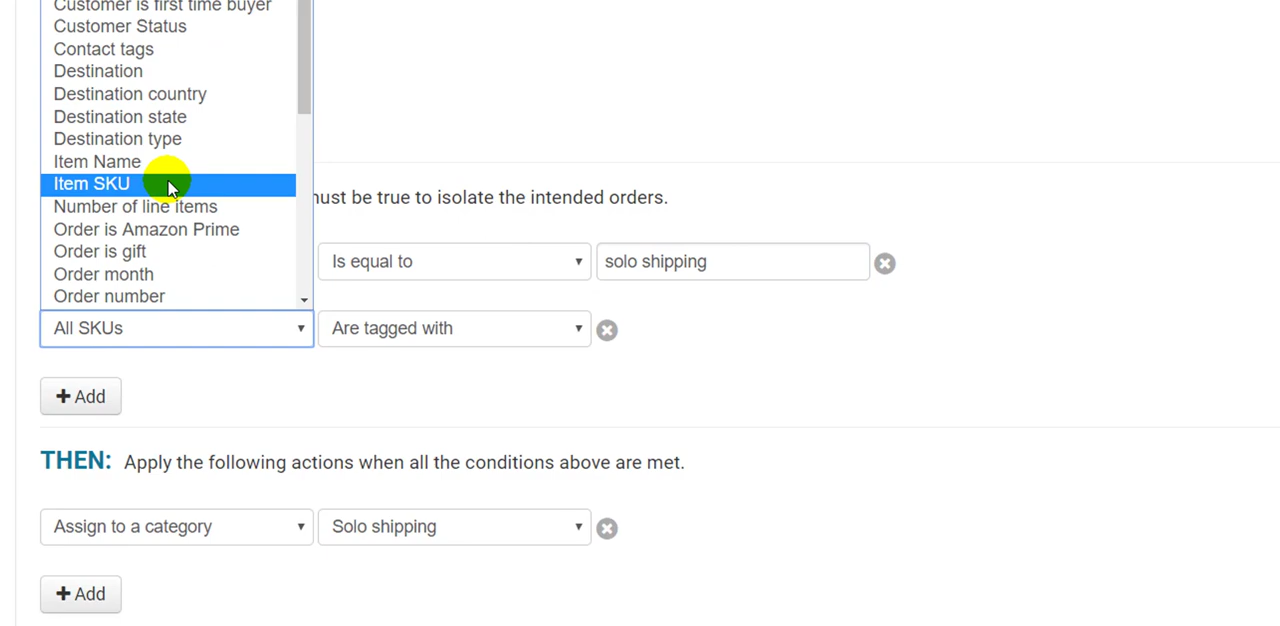 Customer is first time buyer
Customer Status
Contact tags
Destination
Destination country
Destination state
Destination type
Item Name
Item SKU
Number of line items
Order is Amazon Prime
Order is gift
Order month
Order number
must be true to isolate the intended orders.
Is equal to solo shipping
All SKUs Are tagged with
+ Add
THEN: Apply the following actions when all the conditions above are met.
Assign to a category Solo shipping
+ Add